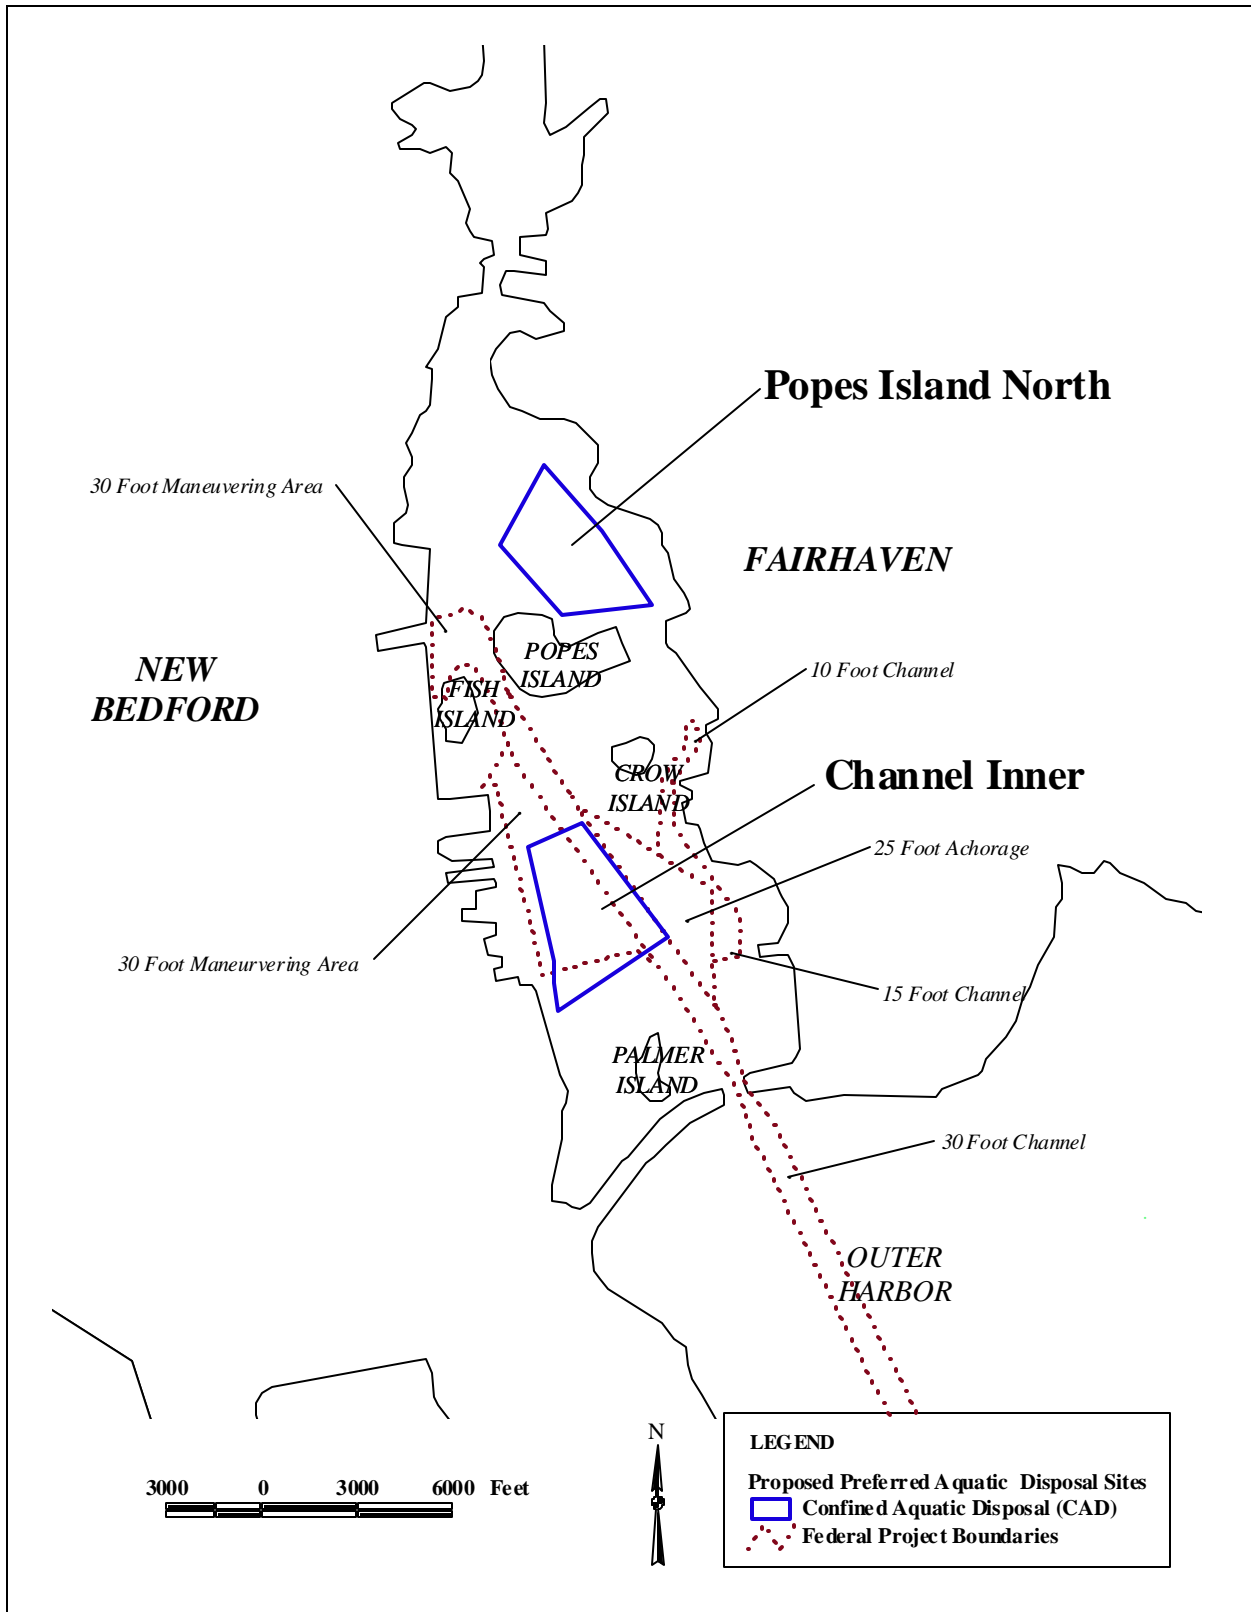 Popes Island North
30 Foot Maneuvering Area
FAIRHAVEN
POPES
ISLAND
NEW
BEDFORD
10 Foot Channel
FISH
ISLAND
CROW
ISLAND
Channel Inner
25 Foot Achorage
30 Foot Maneurvering Area
15 Foot Channel
PALMER
ISLAND
30 Foot Channel
OUTER
HARBOR
N
LEGEND
Proposed Preferred Aquatic Disposal Sites
Confined Aquatic Disposal (CAD)
Federal Project Boundaries
3000 0 3000 6000 Feet